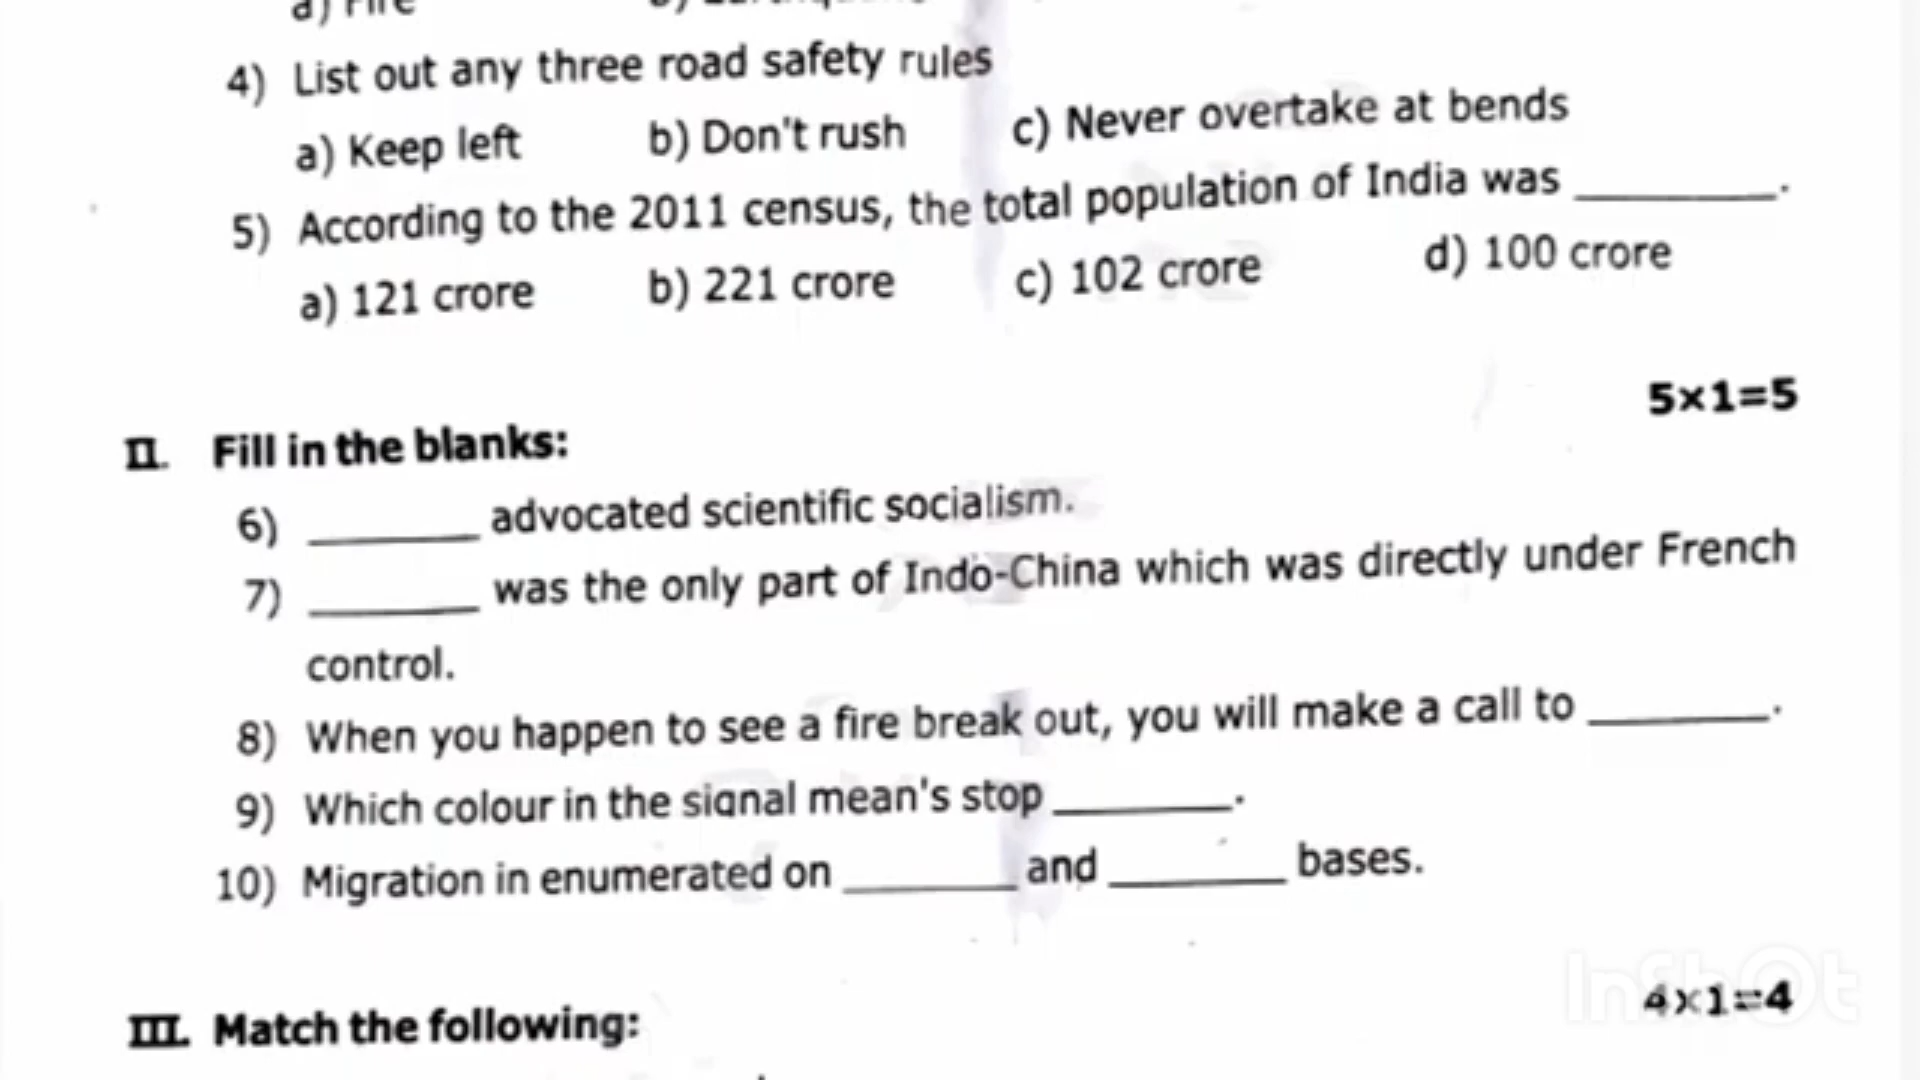 a) Fire
4) List out any three road safety rules
a) Keep left b) Don't rush c) Never overtake at bends
5) According to the 2011 census, the total population of India was ________.
a) 121 crore b) 221 crore c) 102 crore d) 100 crore
5×1=5
II. Fill in the blanks:
6) ________ advocated scientific socialism.
7) ________ was the only part of Indo-China which was directly under French
control.
8) When you happen to see a fire break out, you will make a call to ________.
9) Which colour in the signal mean's stop ________.
10) Migration in enumerated on ________ and ________ bases.
InShOt
4×1=4
III. Match the following: